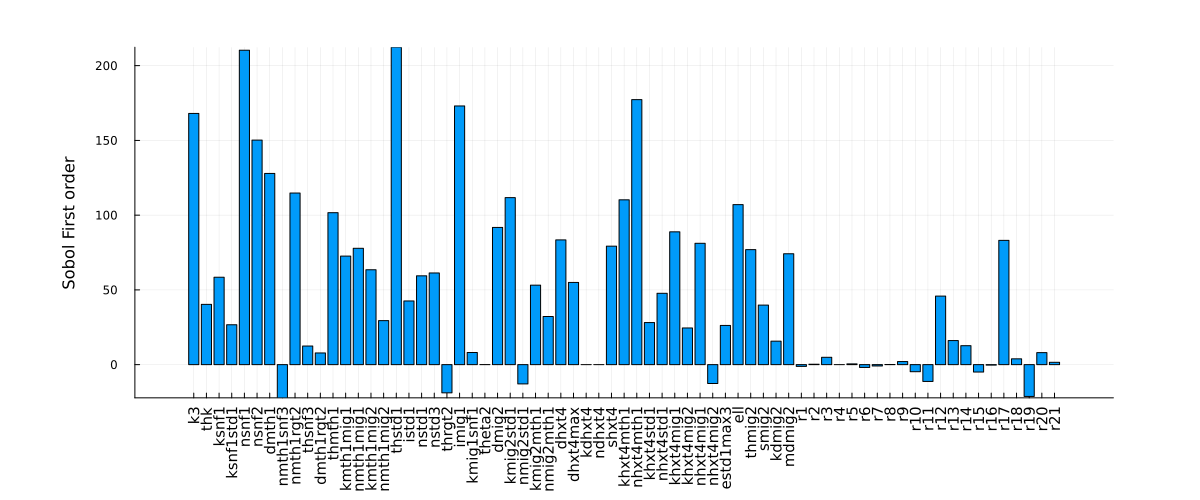 200
150
100
50
0
Sobol First order
k3
thk
ksnf1
ksnf1std1
nsnf1
nsnf2
dmth1
nmth1snf3
nmth1rgt2
thsnf3
dmth1rgt2
thmth1
kmth1mig1
nmth1mig1
kmth1mig2
nmth1mig2
thstd1
istd1
nstd1
nstd3
thrgt2
imig1
kmig1snf1
theta2
dmig2
kmig2std1
nmig2std1
kmig2mth1
nmig2mth1
dhxt4
dhxt4max
kdhxt4
ndhxt4
shxt4
khxt4mth1
nhxt4mth1
khxt4std1
nhxt4std1
khxt4mig1
khxt4mig2
nhxt4mig1
nhxt4mig2
estd1max3
ell
thmig2
smig2
kdmig2
mdmig2
r1
r2
r3
r4
r5
r6
r7
r8
r9
r10
r11
r12
r13
r14
r15
r16
r17
r18
r19
r20
r21